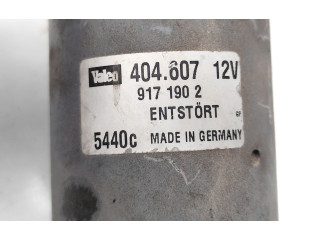 Valeo 404.607 12V
917 190 2
ENTSTÖRT
5440c MADE IN GERMANY